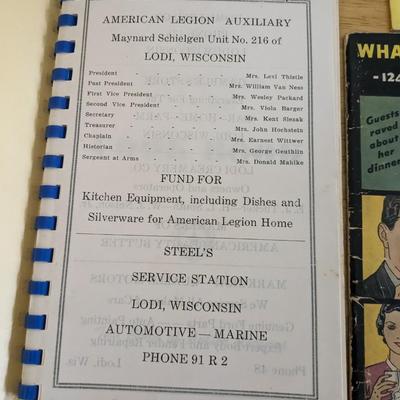 AMERICAN LEGION AUXILIARY
Maynard Schielgen Unit No. 216 of
LODI, WISCONSIN
President - - - - Mrs. Levi Thistle
Past President - - - - Mrs. William Van Ness
First Vice President - - - - Mrs. Wesley Packard
Second Vice President - - - - Mrs. Viola Barger
Secretary - - - - Mrs. Kent Slezak
Treasurer - - - - Mrs. John Hochstein
Chaplain - - - - Mrs. Earnest Wittwer
Historian - - - - Mrs. George Geuthlin
Sergeant at Arms - - - - Mrs. Donald Mahlke
FUND FOR
Kitchen Equipment, including Dishes and
Silverware for American Legion Home
STEEL'S
SERVICE STATION
LODI, WISCONSIN
AUTOMOTIVE — MARINE
PHONE 91 R 2
WHA
-126
Guests
raved
about
her
dinner